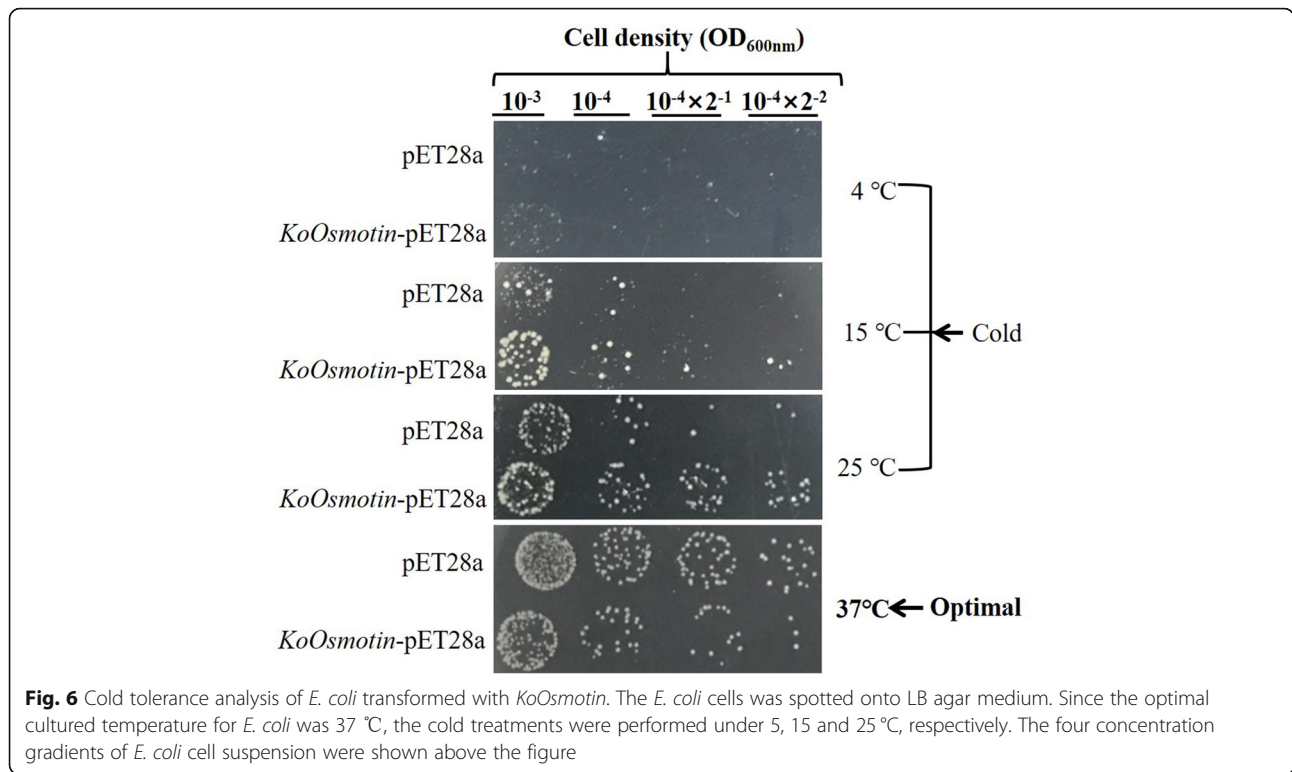 Cell density (OD600nm)
10-3 10-4 10-4×2-1 10-4×2-2
pET28a
4 °C
KoOsmotin-pET28a
pET28a
15 °C Cold
KoOsmotin-pET28a
pET28a
25 °C
KoOsmotin-pET28a
pET28a
37°C Optimal
KoOsmotin-pET28a
Fig. 6 Cold tolerance analysis of E. coli transformed with KoOsmotin. The E. coli cells was spotted onto LB agar medium. Since the optimal
cultured temperature for E. coli was 37 ℃, the cold treatments were performed under 5, 15 and 25 °C, respectively. The four concentration
gradients of E. coli cell suspension were shown above the figure